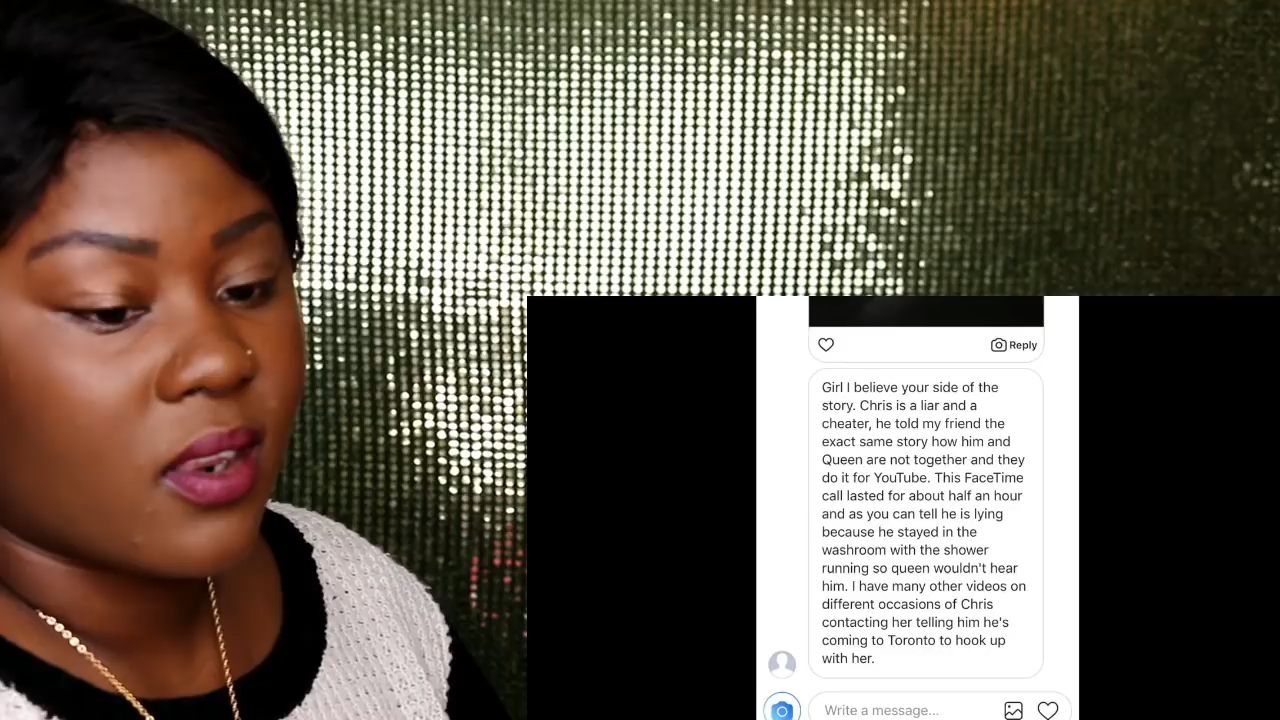 Reply
Girl I believe your side of the
story. Chris is a liar and a
cheater, he told my friend the
exact same story how him and
Queen are not together and they
do it for YouTube. This FaceTime
call lasted for about half an hour
and as you can tell he is lying
because he stayed in the
washroom with the shower
running so queen wouldn't hear
him. I have many other videos on
different occasions of Chris
contacting her telling him he's
coming to Toronto to hook up
with her.
Write a message...